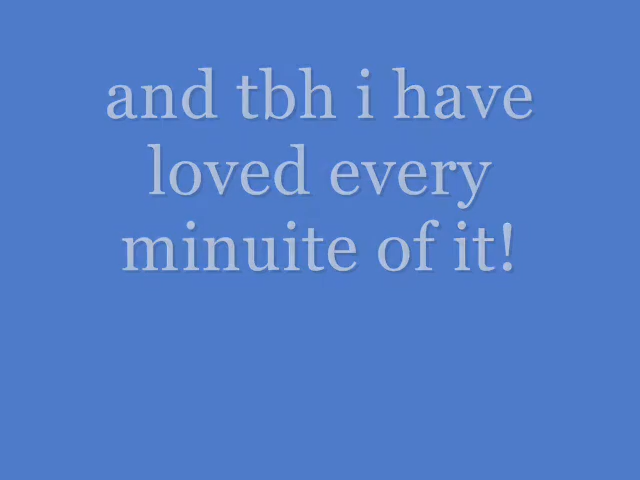 and tbh i have
loved every
minuite of it!